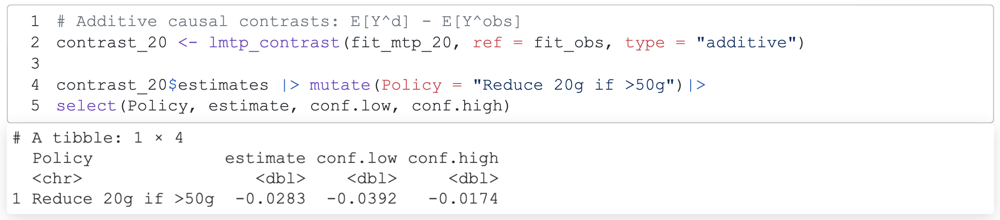 1 # Additive causal contrasts: E[Y^d] - E[Y^obs]
2 contrast_20 <- lmtp_contrast(fit_mtp_20, ref = fit_obs, type = "additive")
3
4 contrast_20$estimates |> mutate(Policy = "Reduce 20g if >50g")|>
5 select(Policy, estimate, conf.low, conf.high)
# A tibble: 1 × 4
  Policy             estimate conf.low conf.high
  <chr>                 <dbl>    <dbl>     <dbl>
1 Reduce 20g if >50g  -0.0283  -0.0392   -0.0174